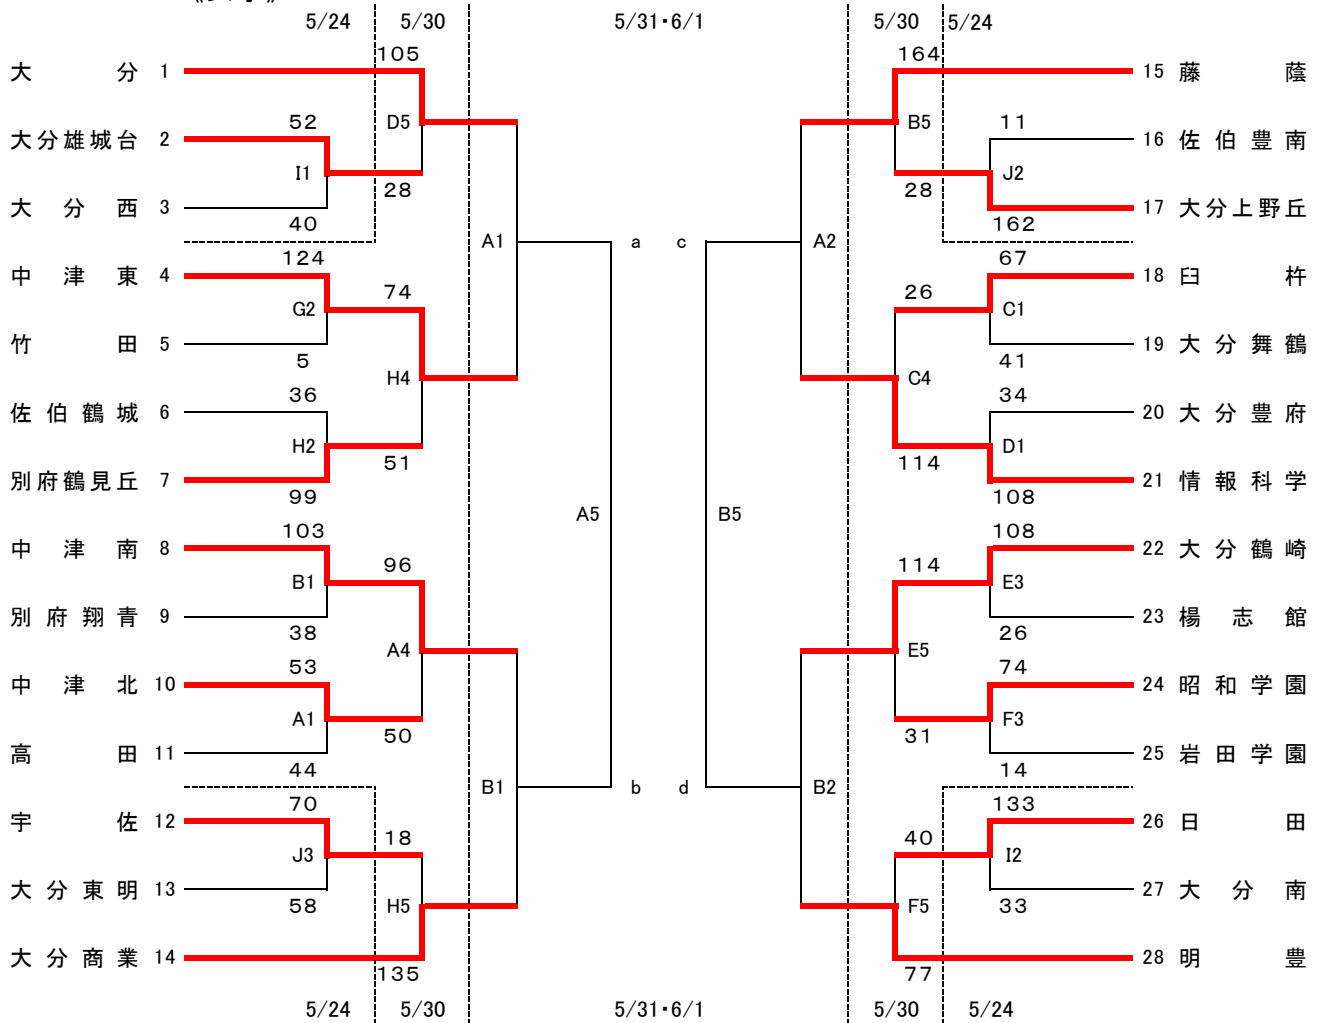 5/24 5/30 5/31・6/1 5/30 5/24
105 164
大分 1 15 藤蔭
52 D5 B5 11
大分雄城台 2 16 佐伯豊南
I1 J2
28 28
大分西 3 17 大分上野丘
40 162
A1 a c A2
124 67
中津東 4 18 臼杵
74 26
G2 C1
竹田 5 19 大分舞鶴
5 41
H4 C4
36 34
佐伯鶴城 6 20 大分豊府
H2 D1
51 114
別府鶴見丘 7 21 情報科学
99 108
A5 B5
103 108
中津南 8 22 大分鶴崎
96 114
B1 E3
別府翔青 9 23 楊志館
38 26
A4 E5
53 74
中津北 10 24 昭和学園
A1 F3
50 31
高田 11 25 岩田学園
44 14
B1 b d B2
70 133
宇佐 12 26 日田
18 40
J3 I2
大分東明 13 27 大分南
58 H5 F5 33
大分商業 14 28 明豊
135 77
5/24 5/30 5/31・6/1 5/30 5/24